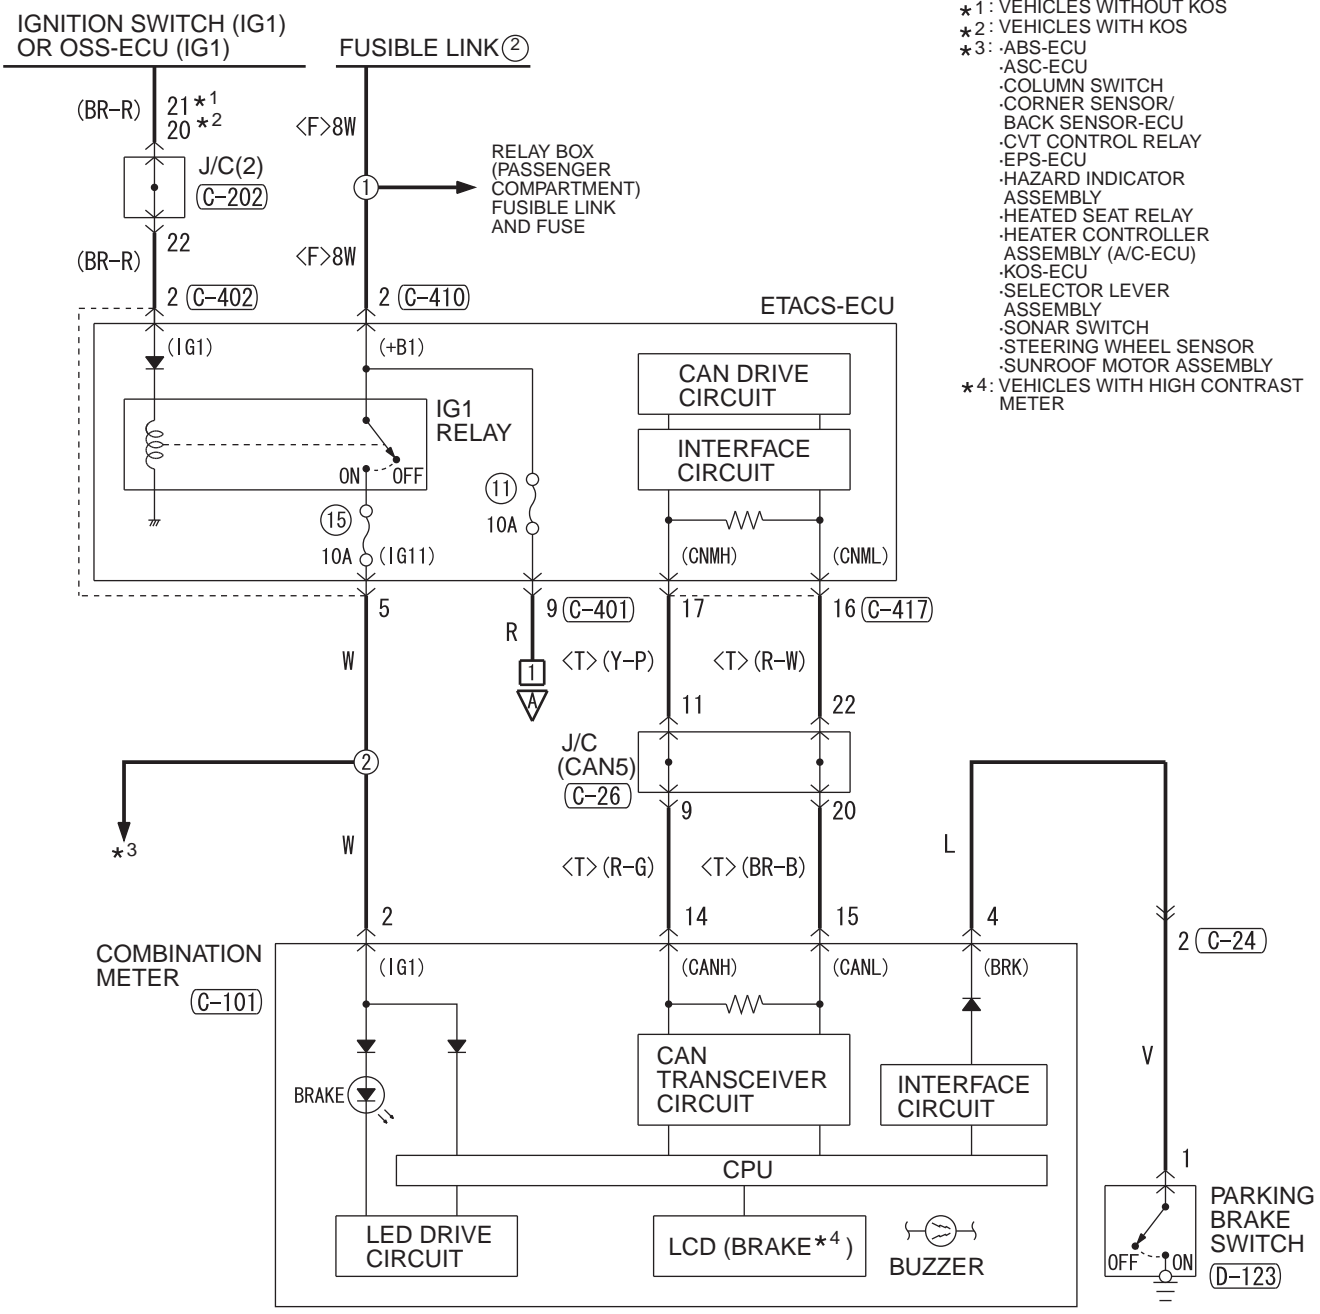 IGNITION SWITCH (IG1)
OR OSS-ECU (IG1)
FUSIBLE LINK ②
*1: VEHICLES WITHOUT KOS
*2: VEHICLES WITH KOS
*3: ·ABS-ECU
·ASC-ECU
·COLUMN SWITCH
·CORNER SENSOR/
BACK SENSOR-ECU
·CVT CONTROL RELAY
·EPS-ECU
·HAZARD INDICATOR
ASSEMBLY
·HEATED SEAT RELAY
·HEATER CONTROLLER
ASSEMBLY (A/C-ECU)
·KOS-ECU
·SELECTOR LEVER
ASSEMBLY
·SONAR SWITCH
·STEERING WHEEL SENSOR
·SUNROOF MOTOR ASSEMBLY
*4: VEHICLES WITH HIGH CONTRAST
METER
(BR-R)
21 *1
20 *2
<F>8W
J/C(2)
C-202
①
RELAY BOX
(PASSENGER
COMPARTMENT)
FUSIBLE LINK
AND FUSE
22
(BR-R)
<F>8W
2 C-402
2 C-410
ETACS-ECU
(IG1)
(+B1)
CAN DRIVE
CIRCUIT
IG1
RELAY
INTERFACE
CIRCUIT
ON
OFF
⑪
10A
⑮
10A
(IG11)
(CNMH)
(CNML)
5
9 C-401
17
16 C-417
R
W
<T>(Y-P)
<T>(R-W)
1
A
11
22
J/C
(CAN5)
C-26
②
9
20
*3
W
<T>(R-G)
<T>(BR-B)
L
2
14
15
4
2 C-24
COMBINATION
METER
C-101
(IG1)
(CANH)
(CANL)
(BRK)
BRAKE
CAN
TRANSCEIVER
CIRCUIT
INTERFACE
CIRCUIT
V
CPU
1
LED DRIVE
CIRCUIT
LCD (BRAKE*4)
BUZZER
PARKING
BRAKE
SWITCH
D-123
OFF
ON